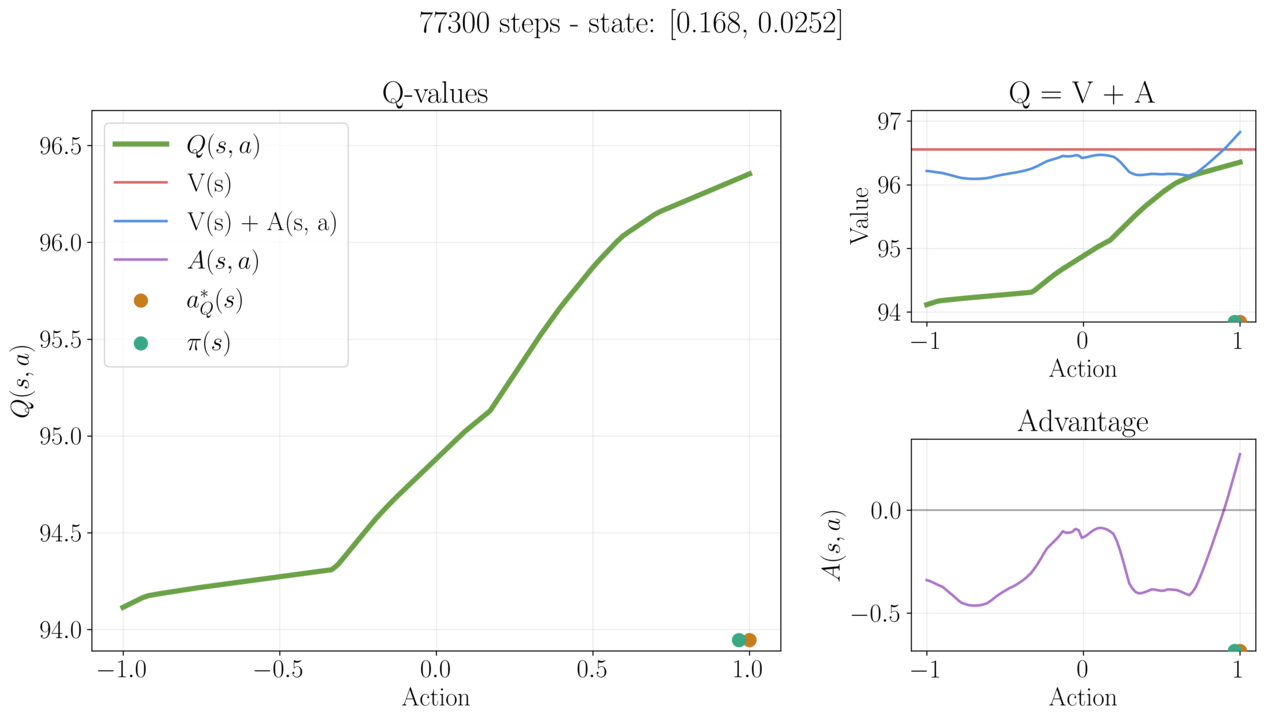 77300 steps - state: [0.168, 0.0252]
Q-values
Q(s, a)
V(s)
V(s) + A(s, a)
A(s, a)
a*Q(s)
π(s)
96.5
96.0
95.5
95.0
94.5
94.0
Q(s, a)
−1.0
−0.5
0.0
0.5
1.0
Action
Q = V + A
97
96
95
94
Value
−1
0
1
Action
Advantage
0.0
−0.5
A(s, a)
−1
0
1
Action